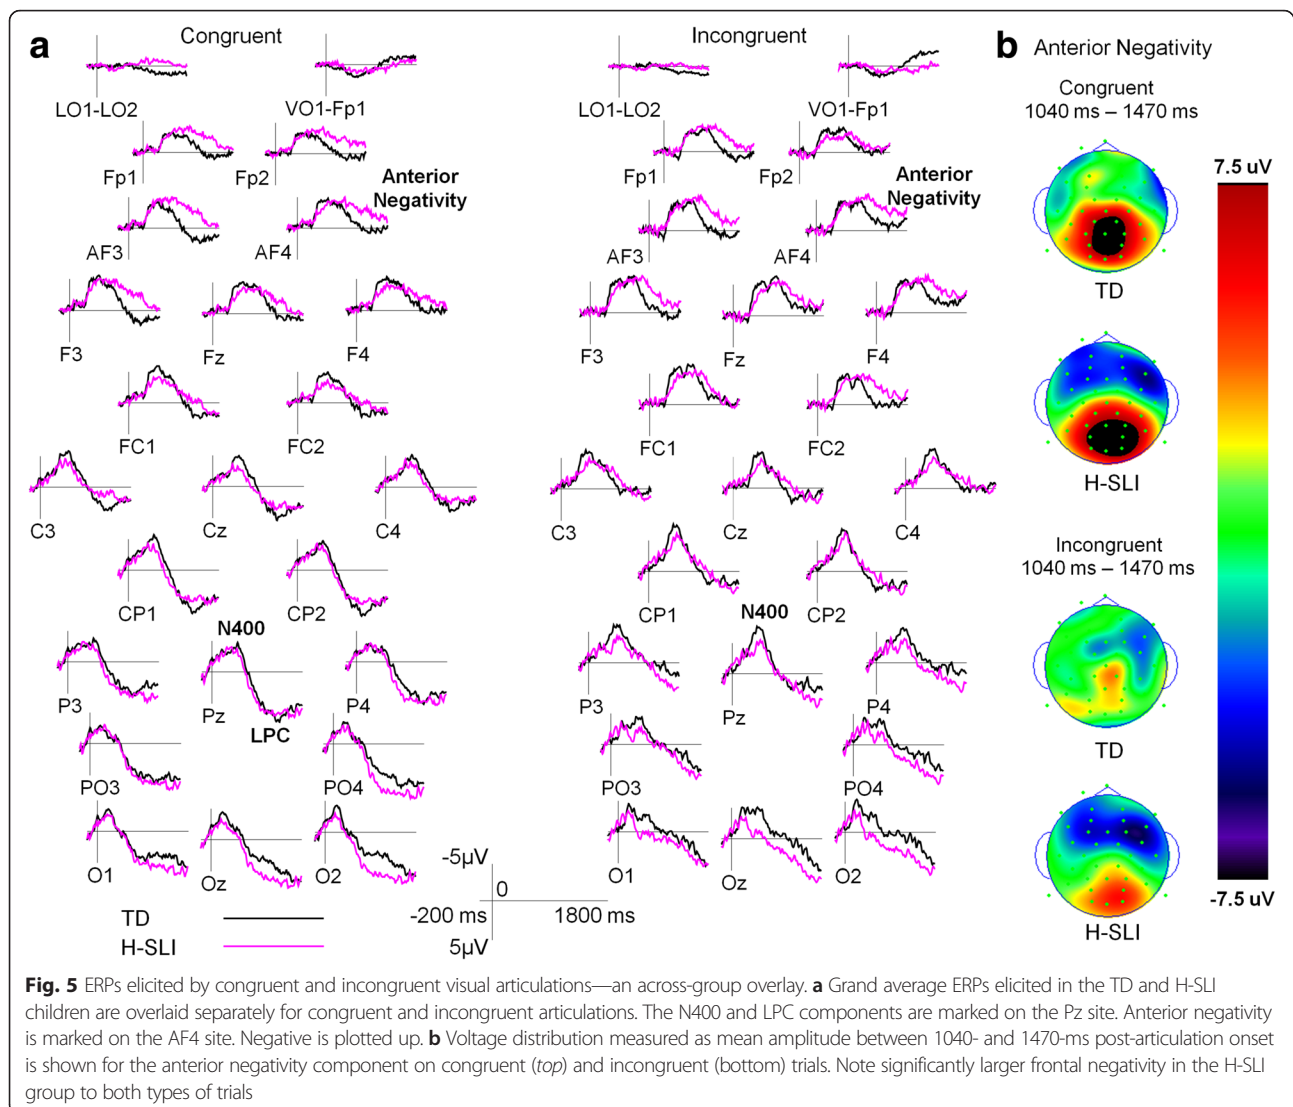 a
Congruent
LO1-LO2
VO1-Fp1
Fp1
Fp2
Anterior
Negativity
AF3
AF4
F3
Fz
F4
FC1
FC2
C3
Cz
C4
CP1
CP2
N400
P3
Pz
P4
LPC
PO3
PO4
O1
Oz
O2
Incongruent
LO1-LO2
VO1-Fp1
Fp1
Fp2
Anterior
Negativity
AF3
AF4
F3
Fz
F4
FC1
FC2
C3
Cz
C4
CP1
CP2
N400
P3
Pz
P4
PO3
PO4
O1
Oz
O2
-5µV
0
-200 ms
1800 ms
5µV
TD
H-SLI
b
Anterior Negativity
Congruent
1040 ms – 1470 ms
TD
H-SLI
Incongruent
1040 ms – 1470 ms
TD
H-SLI
7.5 uV
-7.5 uV
Fig. 5 ERPs elicited by congruent and incongruent visual articulations—an across-group overlay. a Grand average ERPs elicited in the TD and H-SLI
children are overlaid separately for congruent and incongruent articulations. The N400 and LPC components are marked on the Pz site. Anterior negativity
is marked on the AF4 site. Negative is plotted up. b Voltage distribution measured as mean amplitude between 1040- and 1470-ms post-articulation onset
is shown for the anterior negativity component on congruent (top) and incongruent (bottom) trials. Note significantly larger frontal negativity in the H-SLI
group to both types of trials